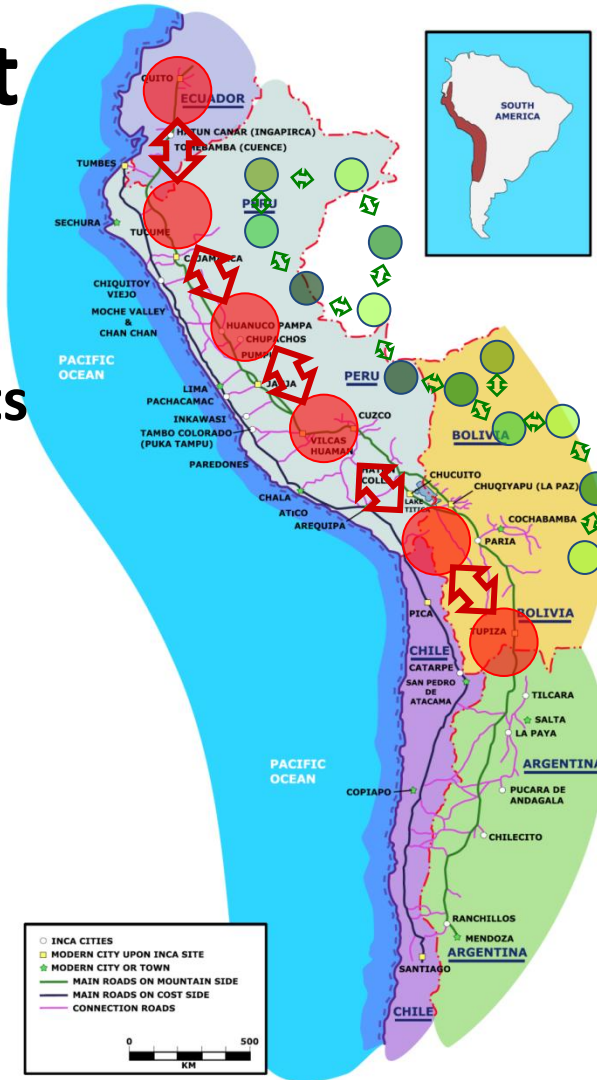 t
QUITO
ECUADOR
HATUN CANAR (INGAPIRCA)
TOMEBAMBA (CUENCE)
TUMBES
PERU
SECHURA
TUCUME
CAJAMARCA
CHIQUITOY
VIEJO
MOCHE VALLEY
&
CHAN CHAN
HUANUCO PAMPA
CHUPACHOS
PUMPU
PACIFIC
OCEAN
PERU
JAUJA
LIMA
PACHACAMAC
ts
INKAWASI
TAMBO COLORADO
(PUKA TAMPU)
CUZCO
VILCAS
HUAMAN
BOLIVIA
PAREDONES
HATUN
COLLA
CHUCUITO
CHUQIYAPU (LA PAZ)
LAKE
CHALA
ATICO
AREQUIPA
COCHABAMBA
PARIA
PICA
BOLIVIA
TUPIZA
CHILE
CATARPE
SAN PEDRO
DE
ATACAMA
TILCARA
SALTA
LA PAYA
PACIFIC
OCEAN
ARGENTINA
COPIAPO
PUCARA DE
ANDAGALA
CHILECITO
RANCHILLOS
MENDOZA
ARGENTINA
SANTIAGO
CHILE
SOUTH
AMERICA
INCA CITIES
MODERN CITY UPON INCA SITE
MODERN CITY OR TOWN
MAIN ROADS ON MOUNTAIN SIDE
MAIN ROADS ON COST SIDE
CONNECTION ROADS
0 500
KM